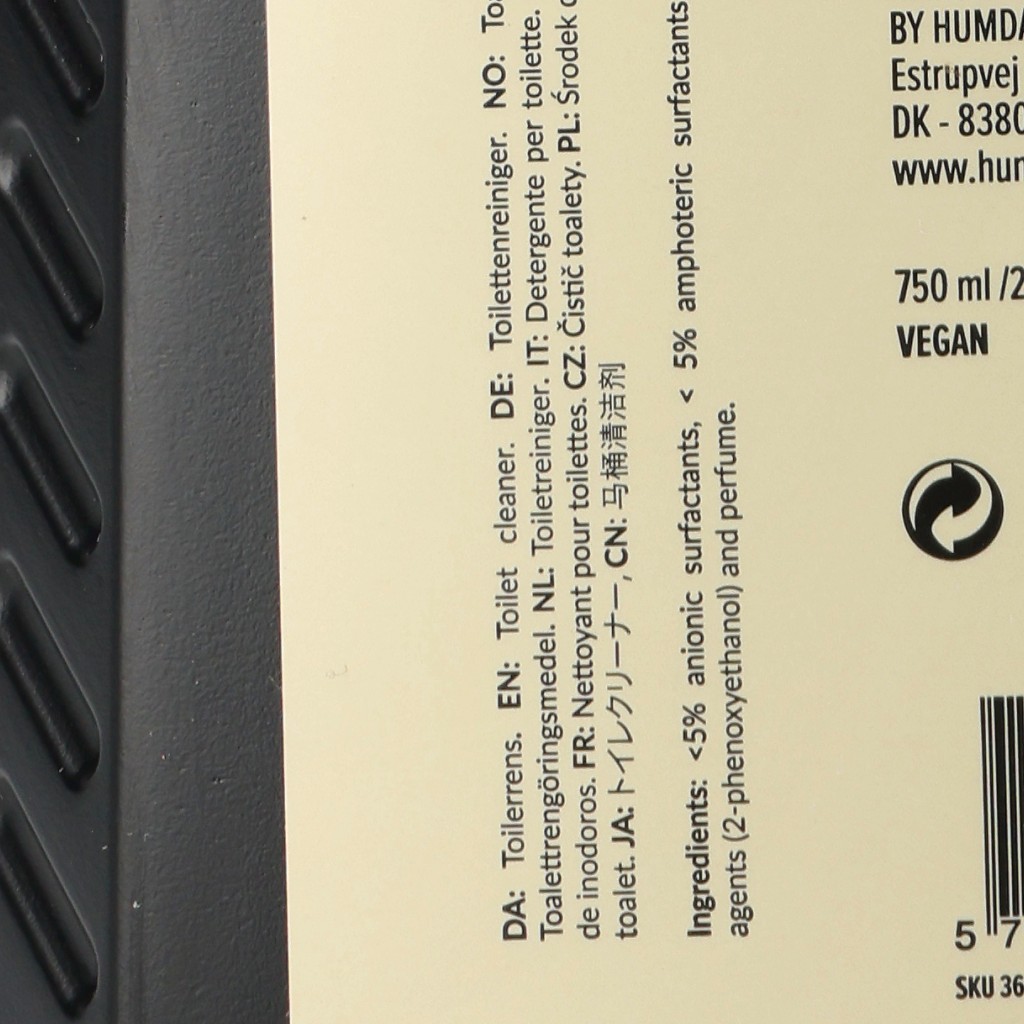 DA: Toilerrens. EN: Toilet cleaner. DE: Toilettenreiniger. NO:
Toalettrengöringsmedel. NL: Toiletreiniger. IT: Detergente per toilette.
de inodoros. FR: Nettoyant pour toilettes. CZ: Čistič toalety. PL: Środek
toalet. JA: トイレクリーナー, CN: 马桶清洁剂
Ingredients: <5% anionic surfactants, < 5% amphoteric surfactants
agents (2-phenoxyethanol) and perfume.
BY
Estrupvej
DK - 8380
750 ml /2
VEGAN
5 7
SKU 36